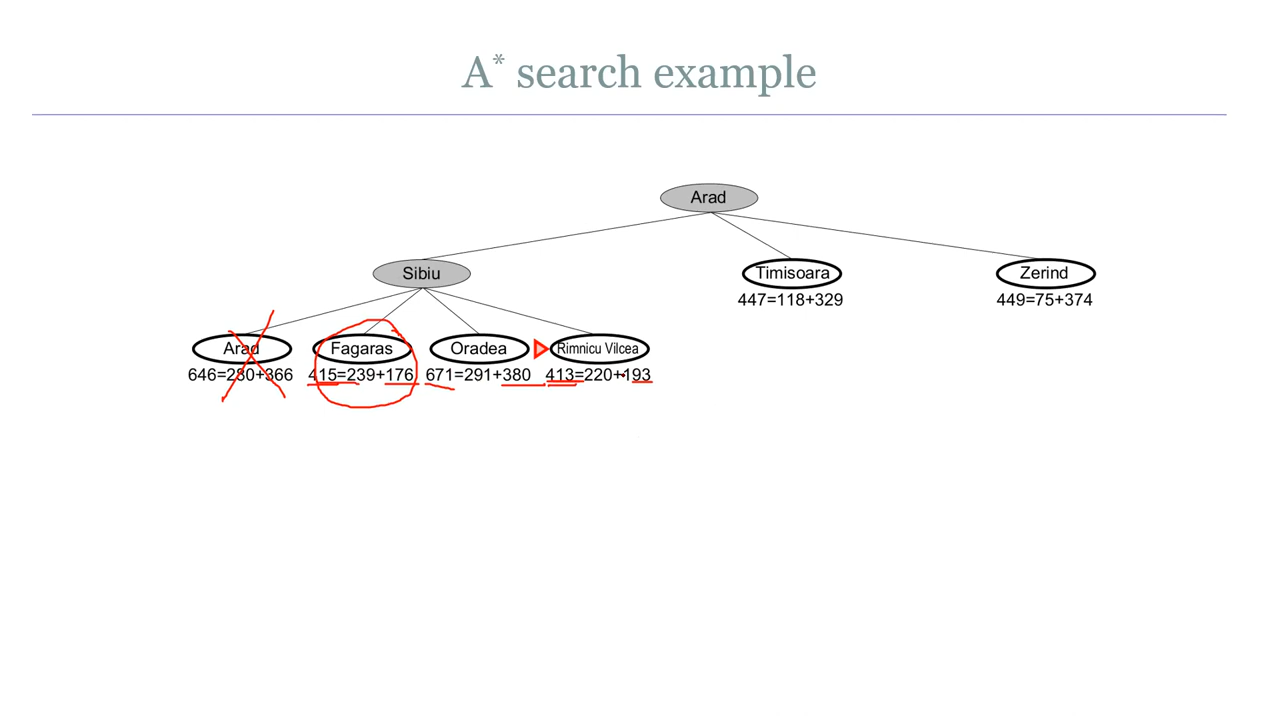 A* search example
Arad
Sibiu
Timisoara
Zerind
447=118+329
449=75+374
Arad
Fagaras
Oradea
Rimnicu Vilcea
646=280+366
415=239+176
671=291+380
413=220+193